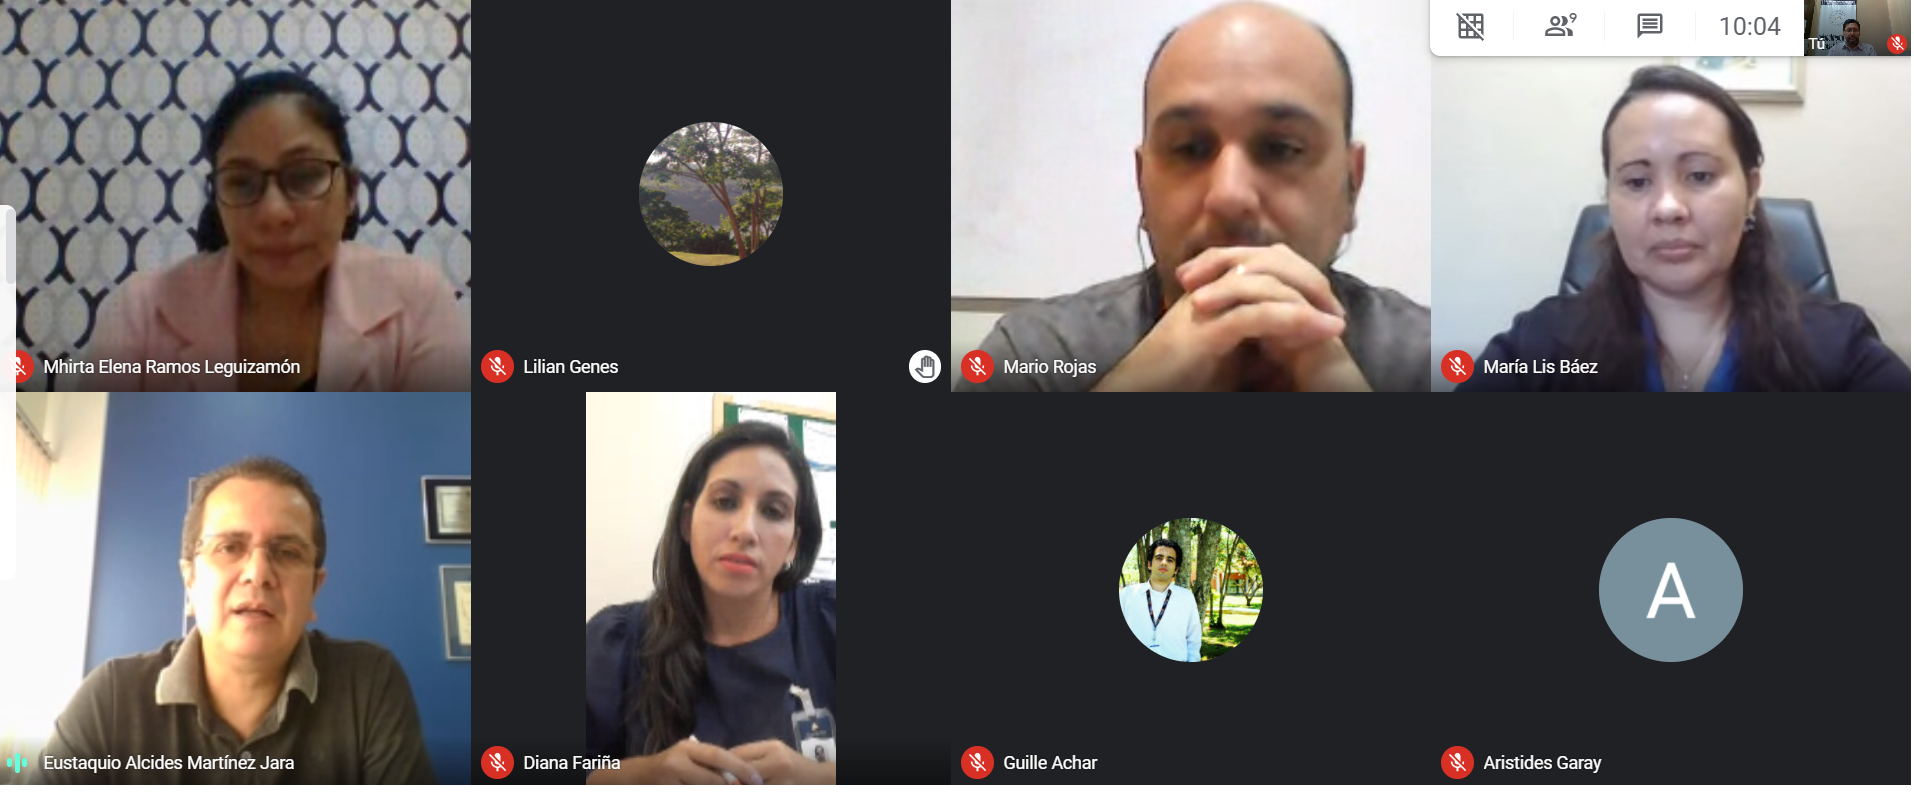 9
10:04
Tú
Mhirta Elena Ramos Leguizamón
Lilian Genes
Mario Rojas
María Lis Báez
A
Eustaquio Alcides Martínez Jara
Diana Fariña
Guille Achar
Aristides Garay